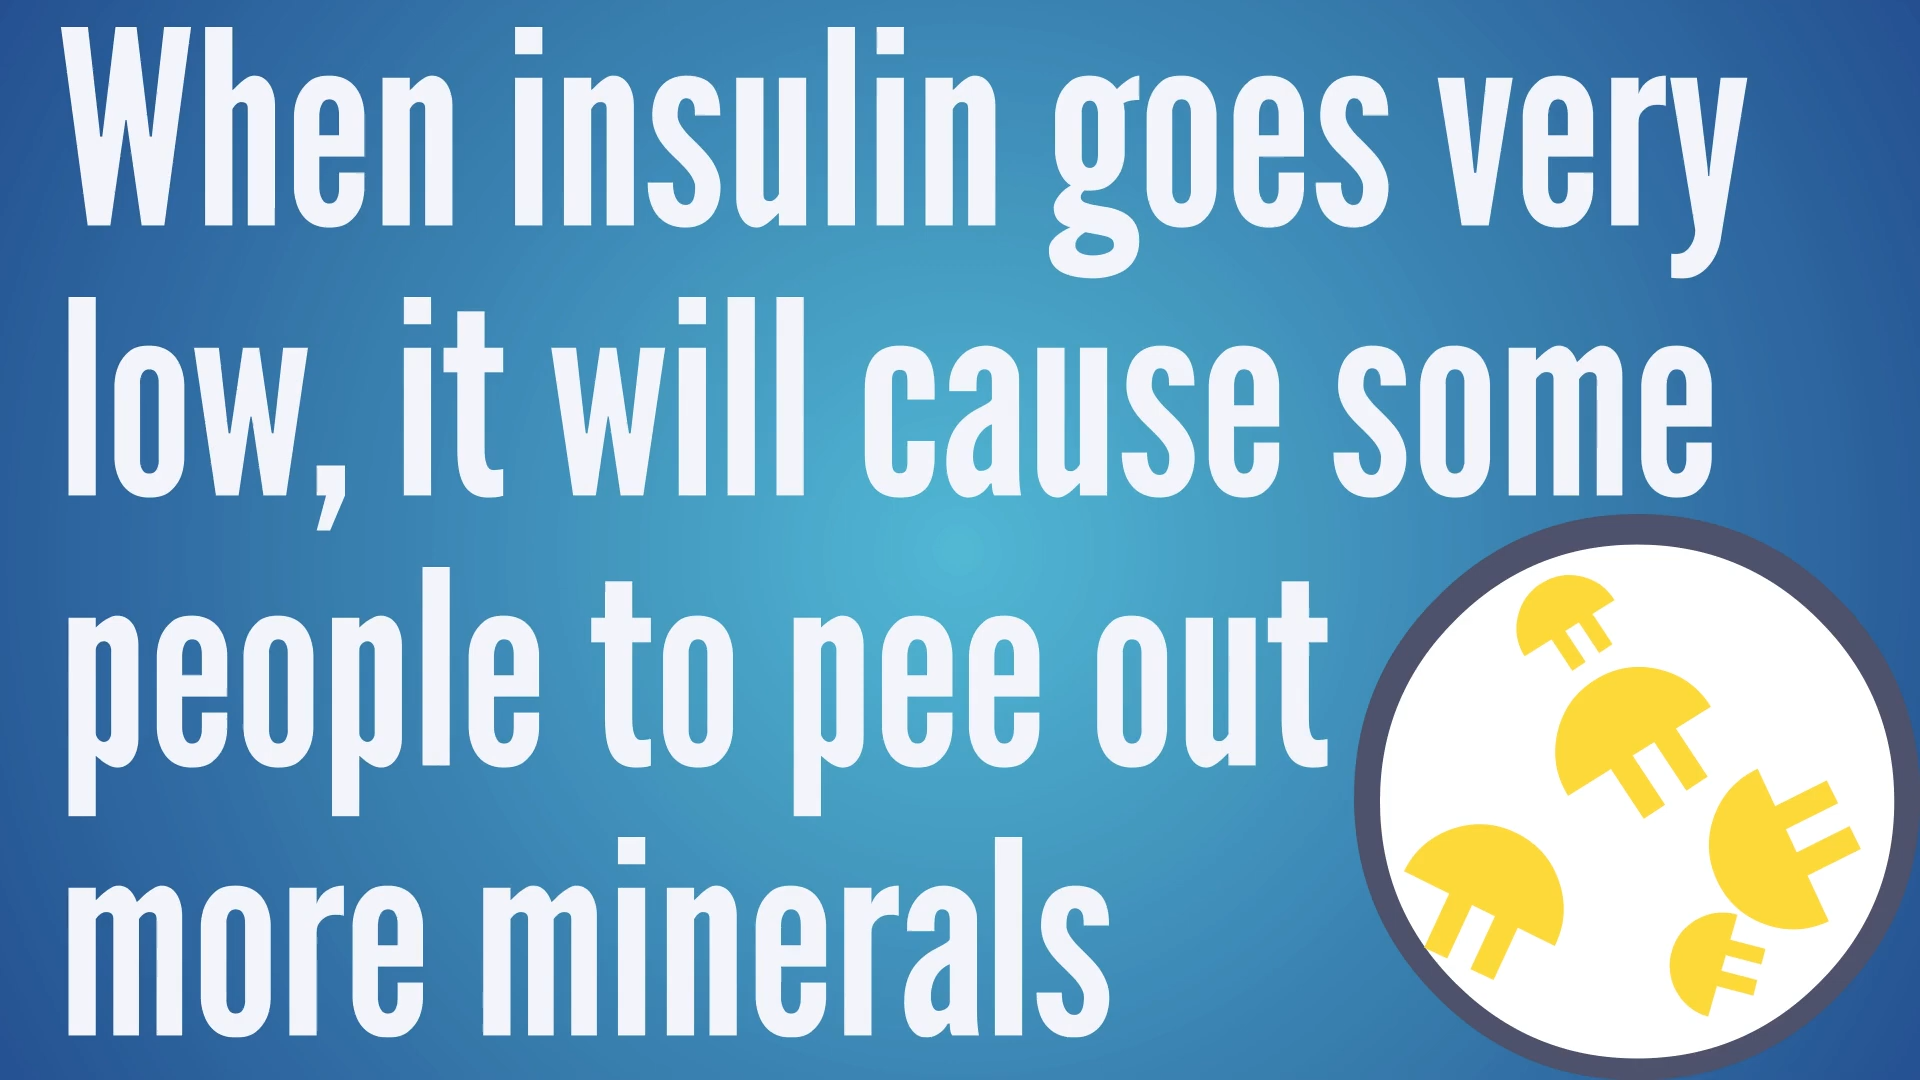 When insulin goes very
low, it will cause some
people to pee out
more minerals